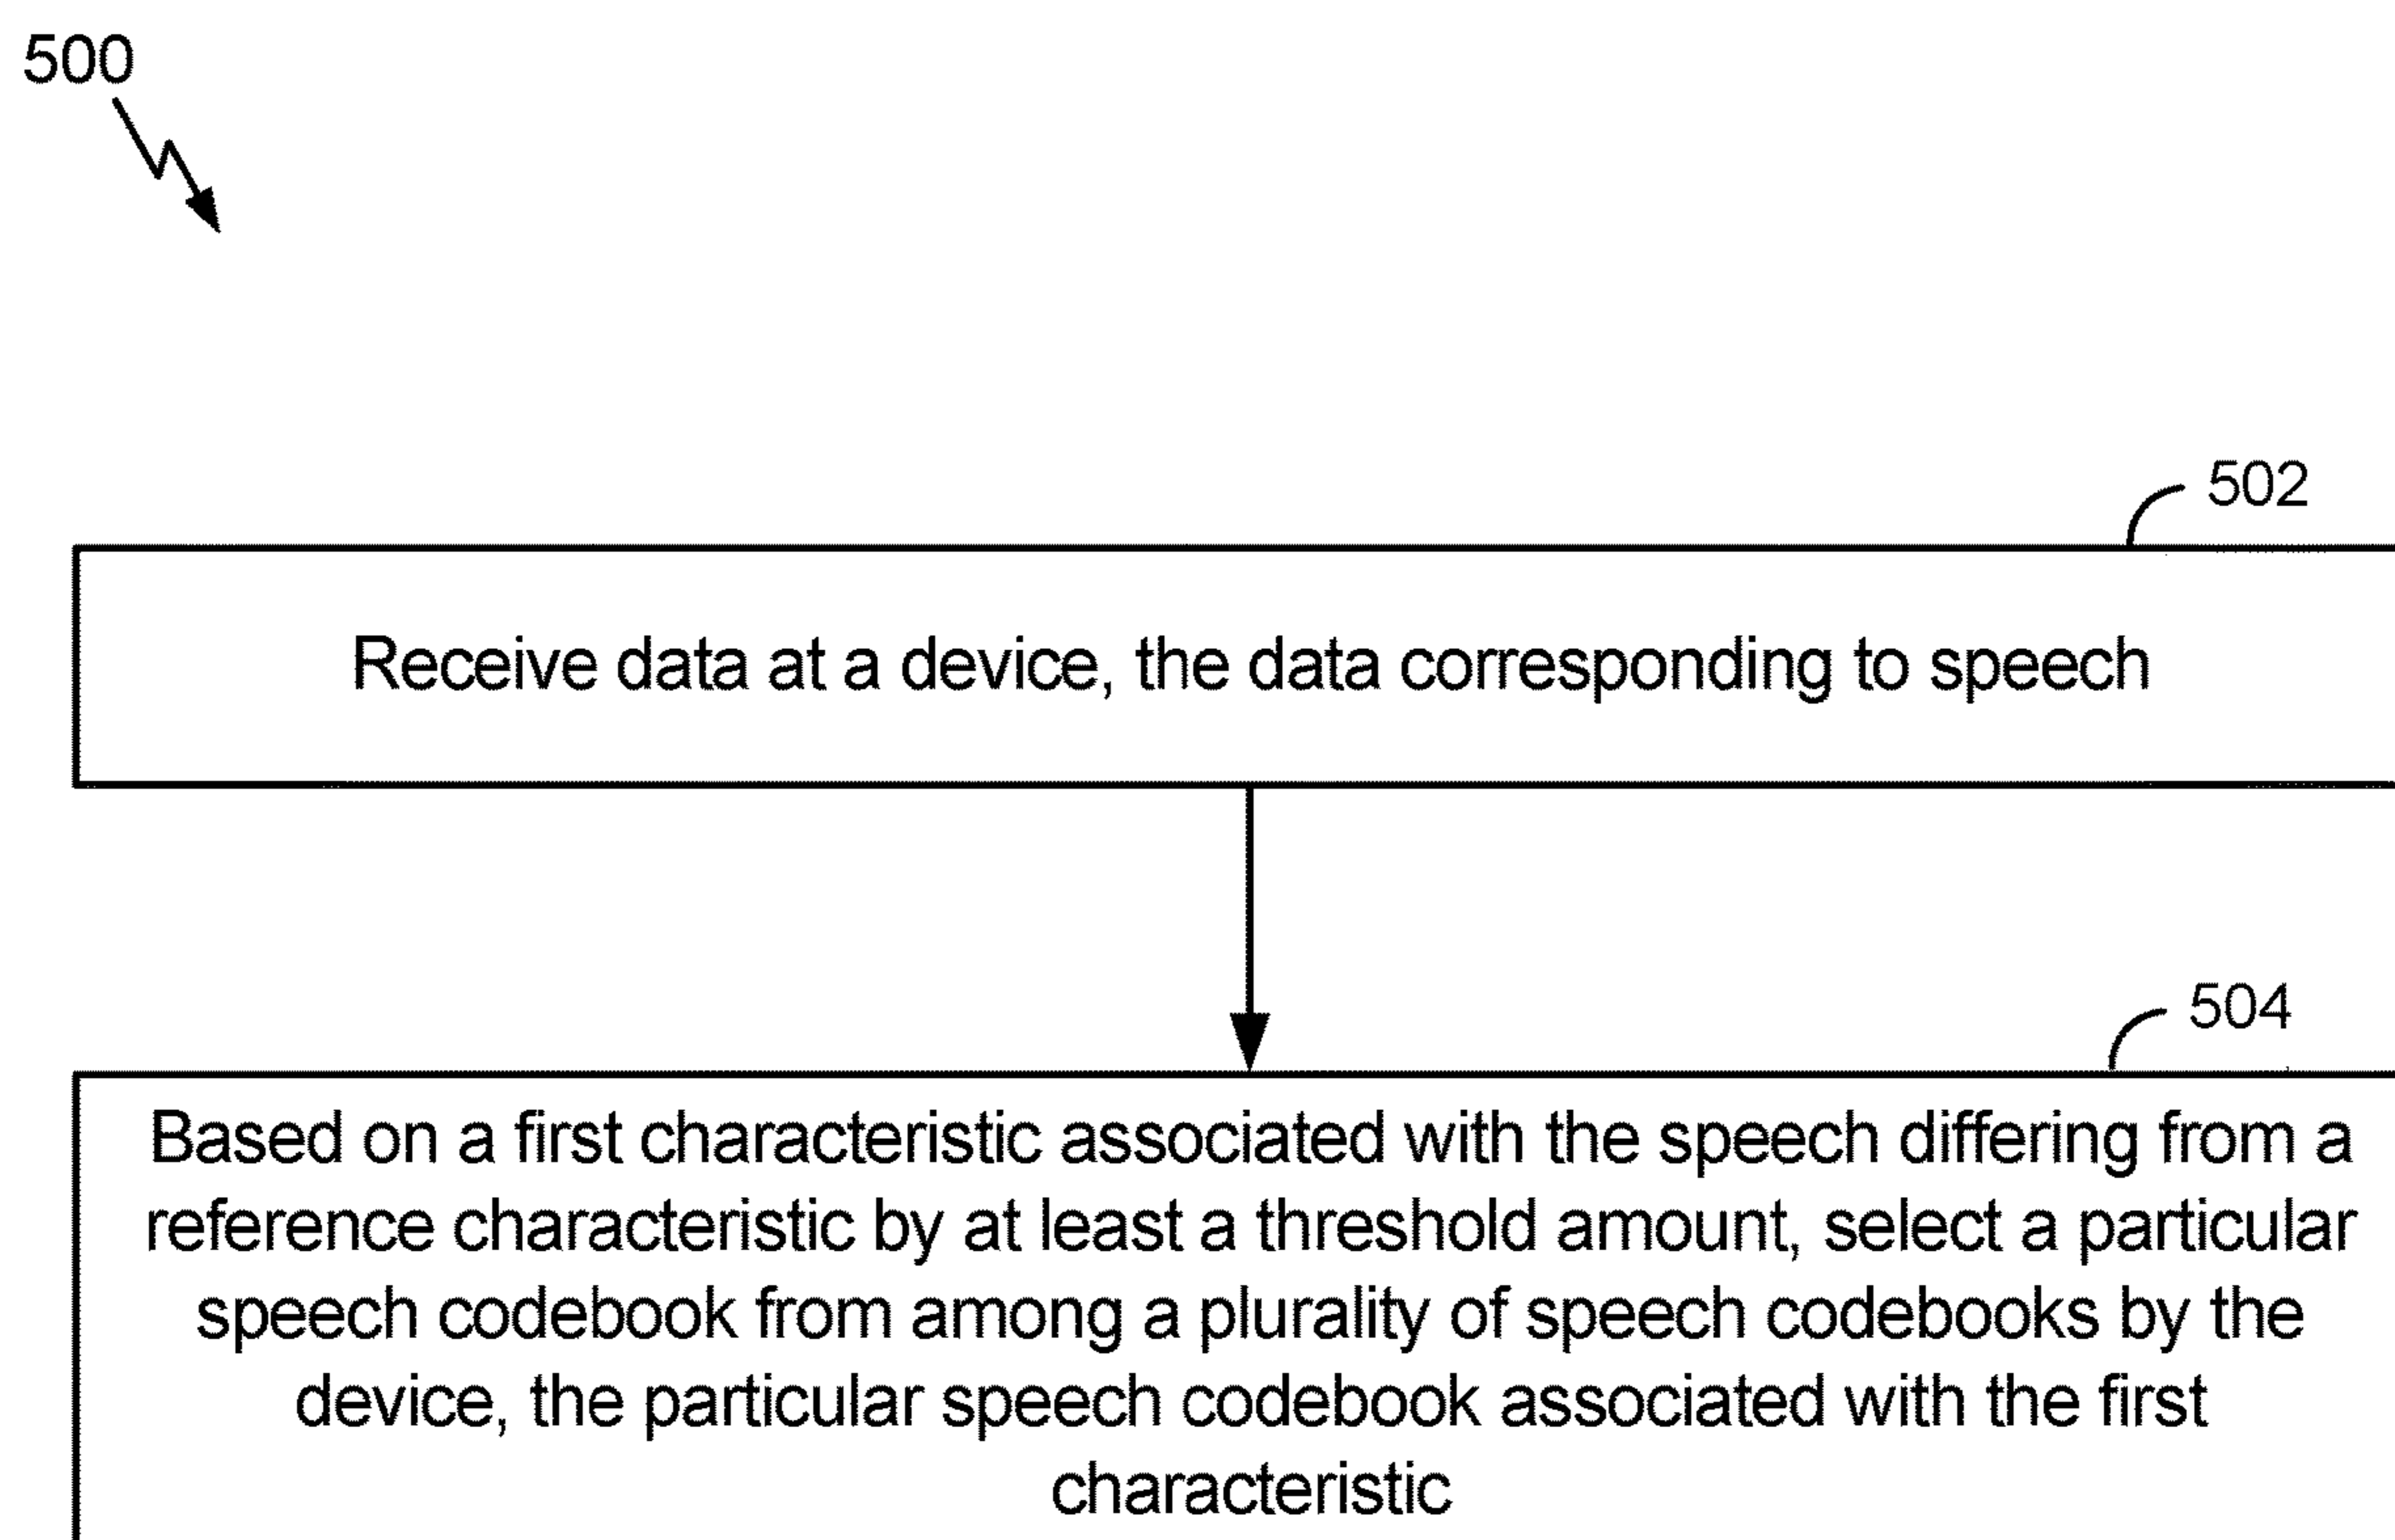 500
502
Receive data at a device, the data corresponding to speech
504
Based on a first characteristic associated with the speech differing from a
reference characteristic by at least a threshold amount, select a particular
speech codebook from among a plurality of speech codebooks by the
device, the particular speech codebook associated with the first
characteristic